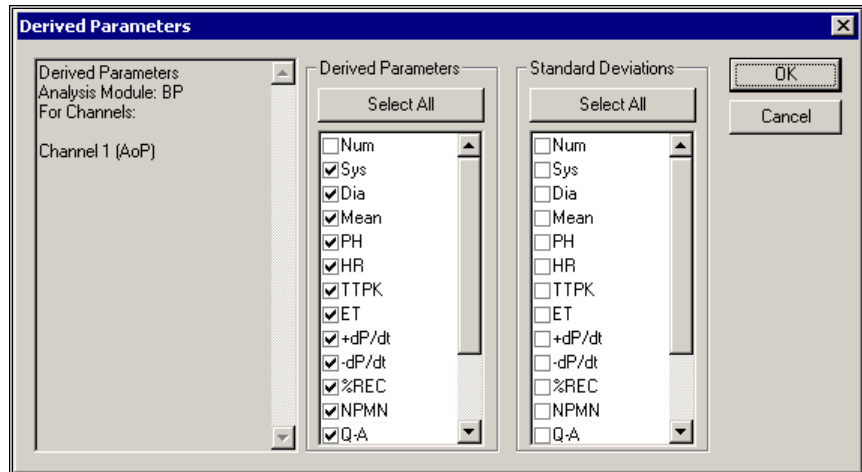 Derived Parameters
Derived Parameters
Analysis Module: BP
For Channels:
Channel 1 (AoP)
Derived Parameters
Select All
Num
Sys
Dia
Mean
PH
HR
TTPK
ET
+dP/dt
-dP/dt
%REC
NPMN
Q-A
Standard Deviations
Select All
Num
Sys
Dia
Mean
PH
HR
TTPK
ET
+dP/dt
-dP/dt
%REC
NPMN
Q-A
OK
Cancel